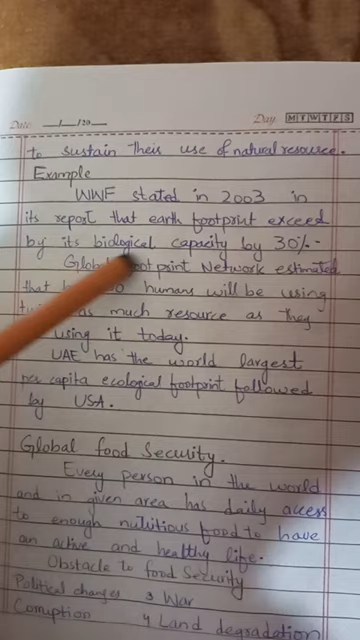 Date: __/__/20__ Day: M T W T F S
to sustain their use of natural resource.
Example
WWF stated in 2003 in
its report that earth footprint exceed
by its biological capacity by 30%.
Global Footprint Network estimated
that humans will be using
as much resource as they
using it today.
UAE has the world largest
per capita ecological footprint followed
by USA.
Global food Security.
Every person in the world
and in given area has daily access
to enough nutritious food to have
an active and healthy life.
Obstacle to food Security
Political changes 3 War
Corruption 4 Land degradation